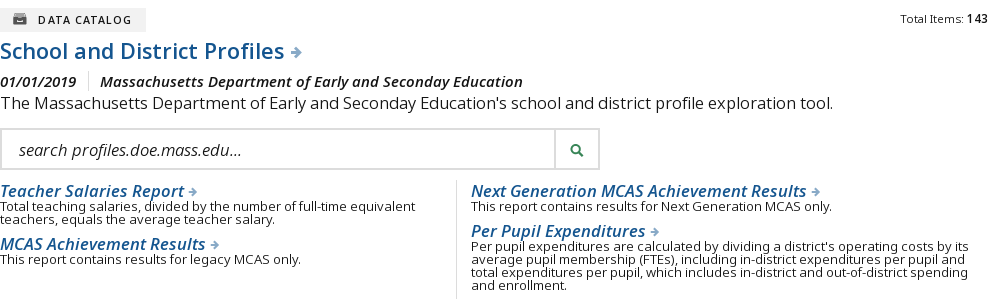 DATA CATALOG
Total Items: 143
School and District Profiles
01/01/2019 Massachusetts Department of Early and Seconday Education
The Massachusetts Department of Early and Seconday Education's school and district profile exploration tool.
search profiles.doe.mass.edu...
Teacher Salaries Report
Total teaching salaries, divided by the number of full-time equivalent
teachers, equals the average teacher salary.
MCAS Achievement Results
This report contains results for legacy MCAS only.
Next Generation MCAS Achievement Results
This report contains results for Next Generation MCAS only.
Per Pupil Expenditures
Per pupil expenditures are calculated by dividing a district's operating costs by its
average pupil membership (FTEs), including in-district expenditures per pupil and
total expenditures per pupil, which includes in-district and out-of-district spending
and enrollment.